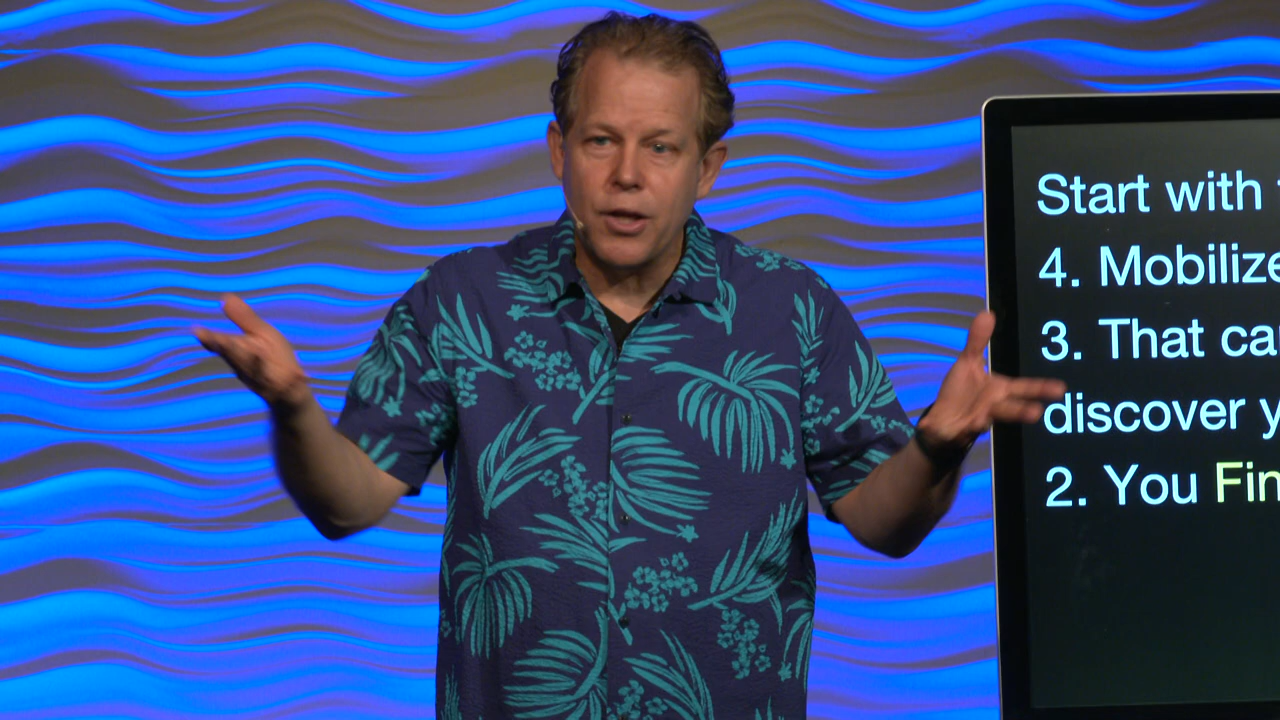 Start with
4. Mobilize
3. That ca
discover y
2. You Fin